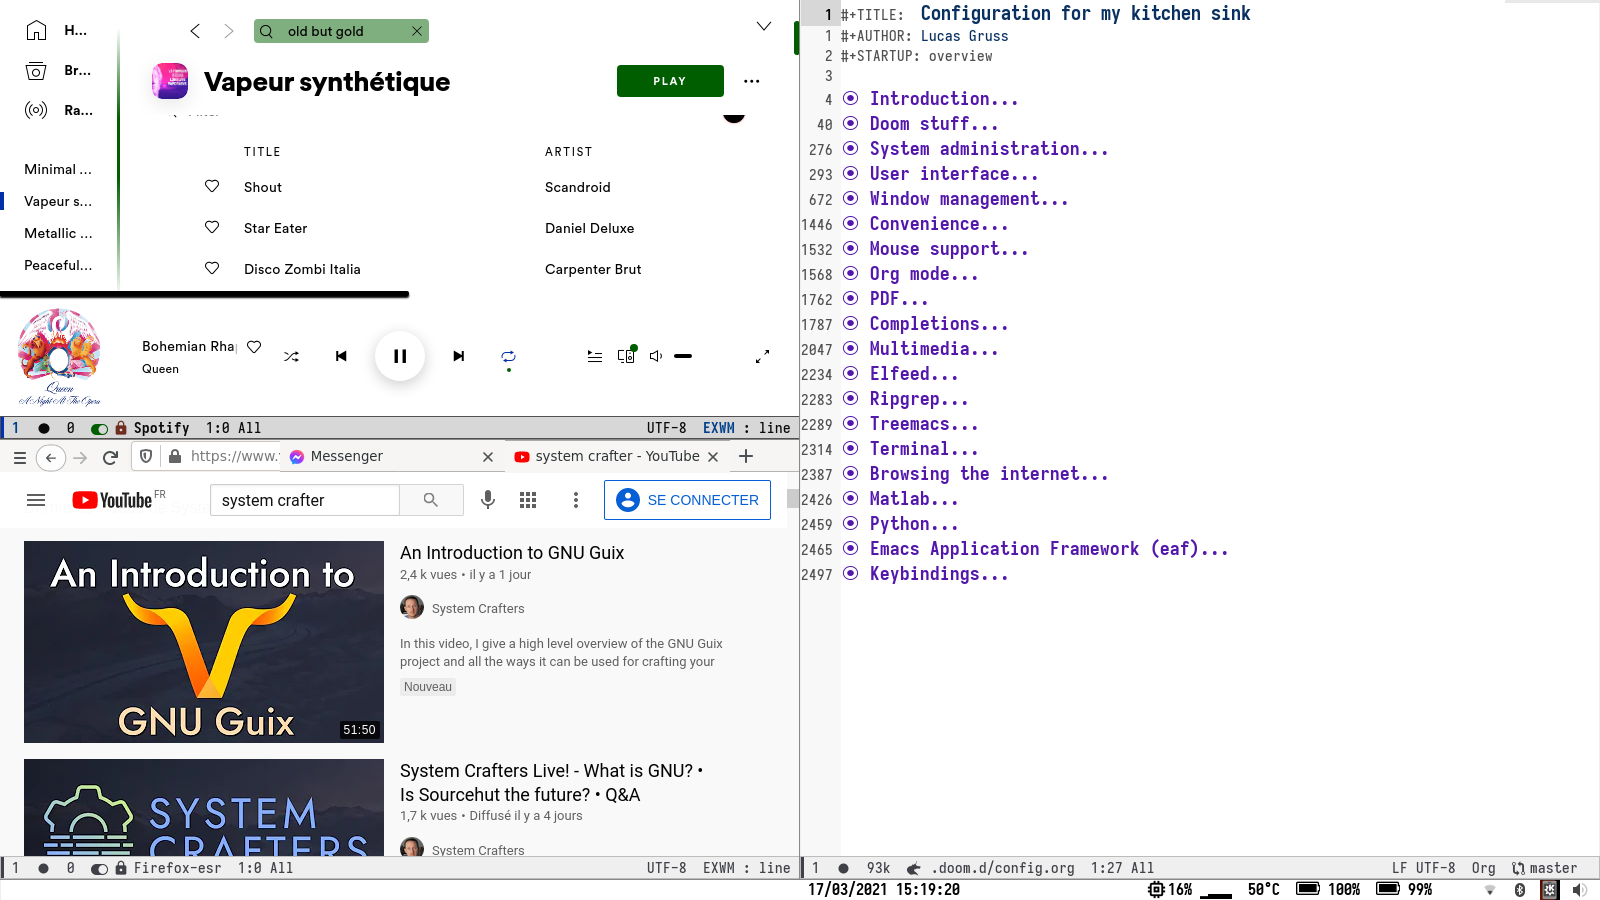 H...
Br...
Ra...
Minimal ...
Vapeur s...
Metallic ...
Peaceful...
old but gold
Vapeur synthétique
PLAY
TITLE ARTIST
Shout Scandroid
Star Eater Daniel Deluxe
Disco Zombi Italia Carpenter Brut
Queen
A Night At The Opera
Bohemian Rhap
Queen
1 0 Spotify 1:0 All UTF-8 EXWM : line
https://www.
Messenger
system crafter - YouTube
YouTube FR
system crafter
SE CONNECTER
An Introduction to
GNU Guix
51:50
An Introduction to GNU Guix
2,4 k vues • il y a 1 jour
System Crafters
In this video, I give a high level overview of the GNU Guix
project and all the ways it can be used for crafting your
Nouveau
SYSTEM
CRAFTERS
System Crafters Live! - What is GNU? •
Is Sourcehut the future? • Q&A
1,7 k vues • Diffusé il y a 4 jours
System Crafters
1 0 Firefox-esr 1:0 All UTF-8 EXWM : line
1 #+TITLE: Configuration for my kitchen sink
1 #+AUTHOR: Lucas Gruss
2 #+STARTUP: overview
3
4 Introduction...
40 Doom stuff...
276 System administration...
293 User interface...
672 Window management...
1446 Convenience...
1532 Mouse support...
1568 Org mode...
1762 PDF...
1787 Completions...
2047 Multimedia...
2234 Elfeed...
2283 Ripgrep...
2289 Treemacs...
2314 Terminal...
2387 Browsing the internet...
2426 Matlab...
2459 Python...
2465 Emacs Application Framework (eaf)...
2497 Keybindings...
1 93k .doom.d/config.org 1:27 All LF UTF-8 Org master
17/03/2021 15:19:20 16% 50°C 100% 99%